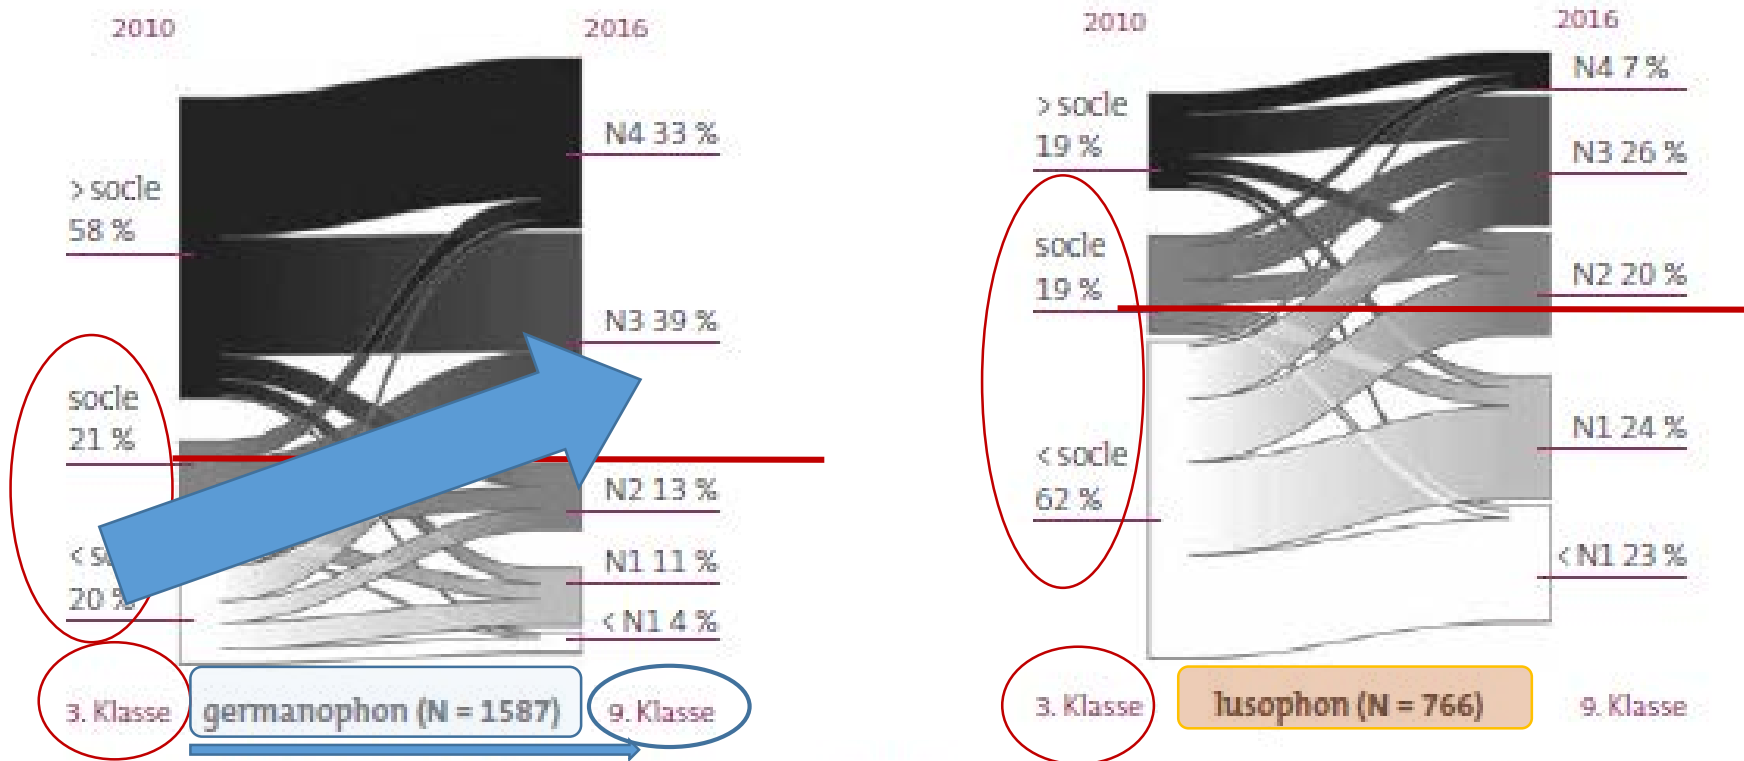 2010
2016
> socle
58 %
socle
21 %
< so
20 %
N4 33 %
N3 39 %
N2 13 %
N1 11 %
< N1 4 %
3. Klasse
germanophon (N = 1587)
9. Klasse
2010
2016
> socle
19 %
socle
19 %
< socle
62 %
N4 7 %
N3 26 %
N2 20 %
N1 24 %
< N1 23 %
3. Klasse
lusophon (N = 766)
9. Klasse